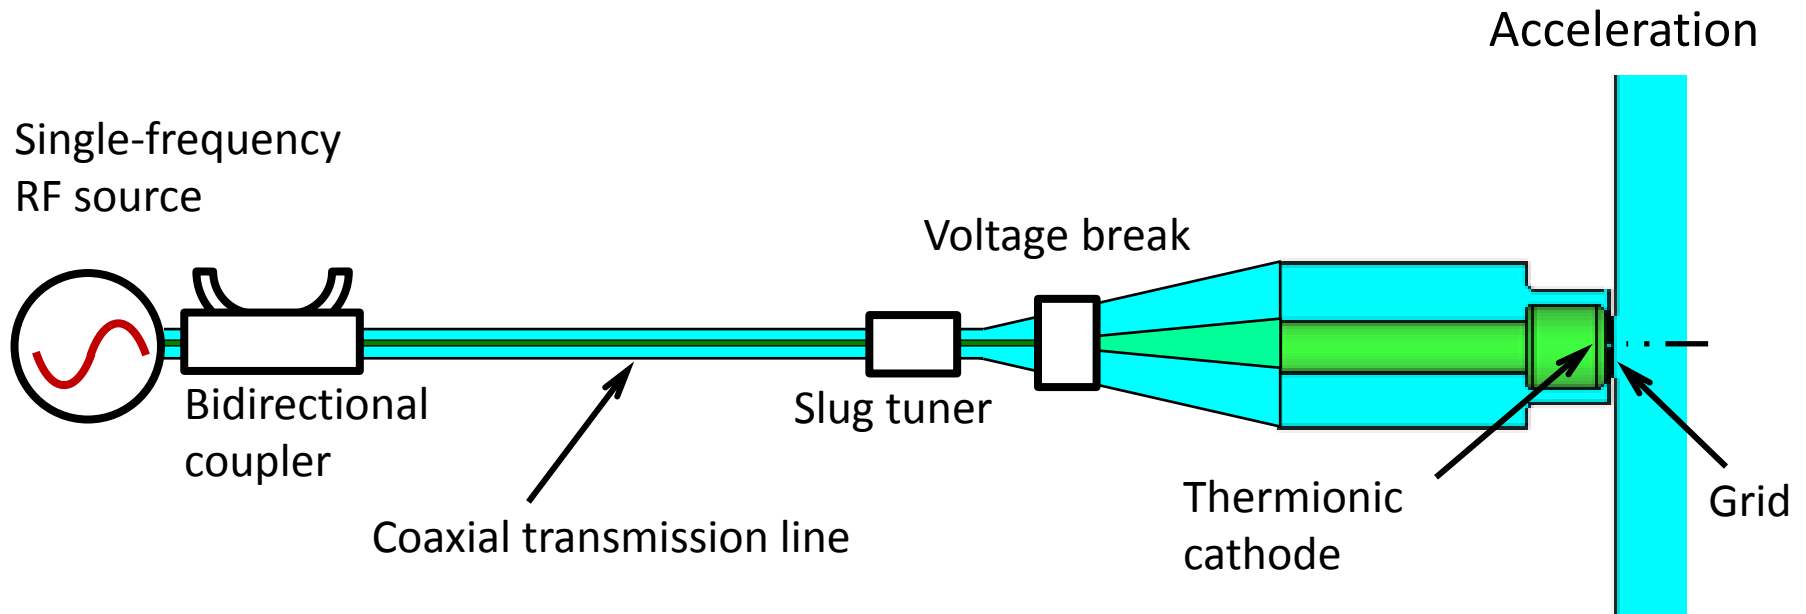 Acceleration
Single-frequency
RF source
Voltage break
Bidirectional
coupler
Slug tuner
Coaxial transmission line
Thermionic
cathode
Grid